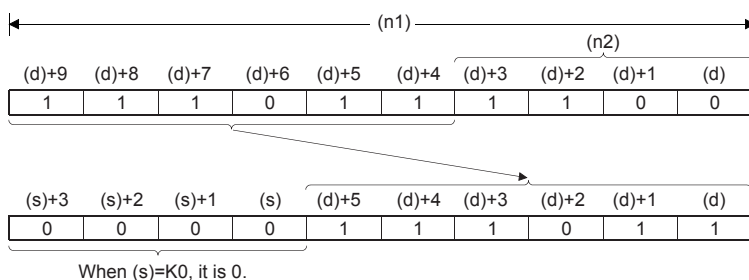 (n1)
(n2)
(d)+9 (d)+8 (d)+7 (d)+6 (d)+5 (d)+4 (d)+3 (d)+2 (d)+1 (d)
1 1 1 0 1 1 1 1 0 0
(s)+3 (s)+2 (s)+1 (s) (d)+5 (d)+4 (d)+3 (d)+2 (d)+1 (d)
0 0 0 0 1 1 1 0 1 1
When (s)=K0, it is 0.